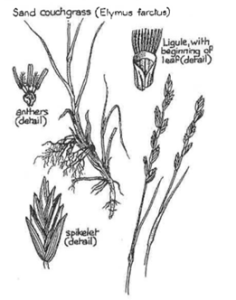 Sand couchgrass (Elymus farctus)
Ligule, with
beginning of
leaf (detail)
anthers
(detail)
spikelet
(detail)